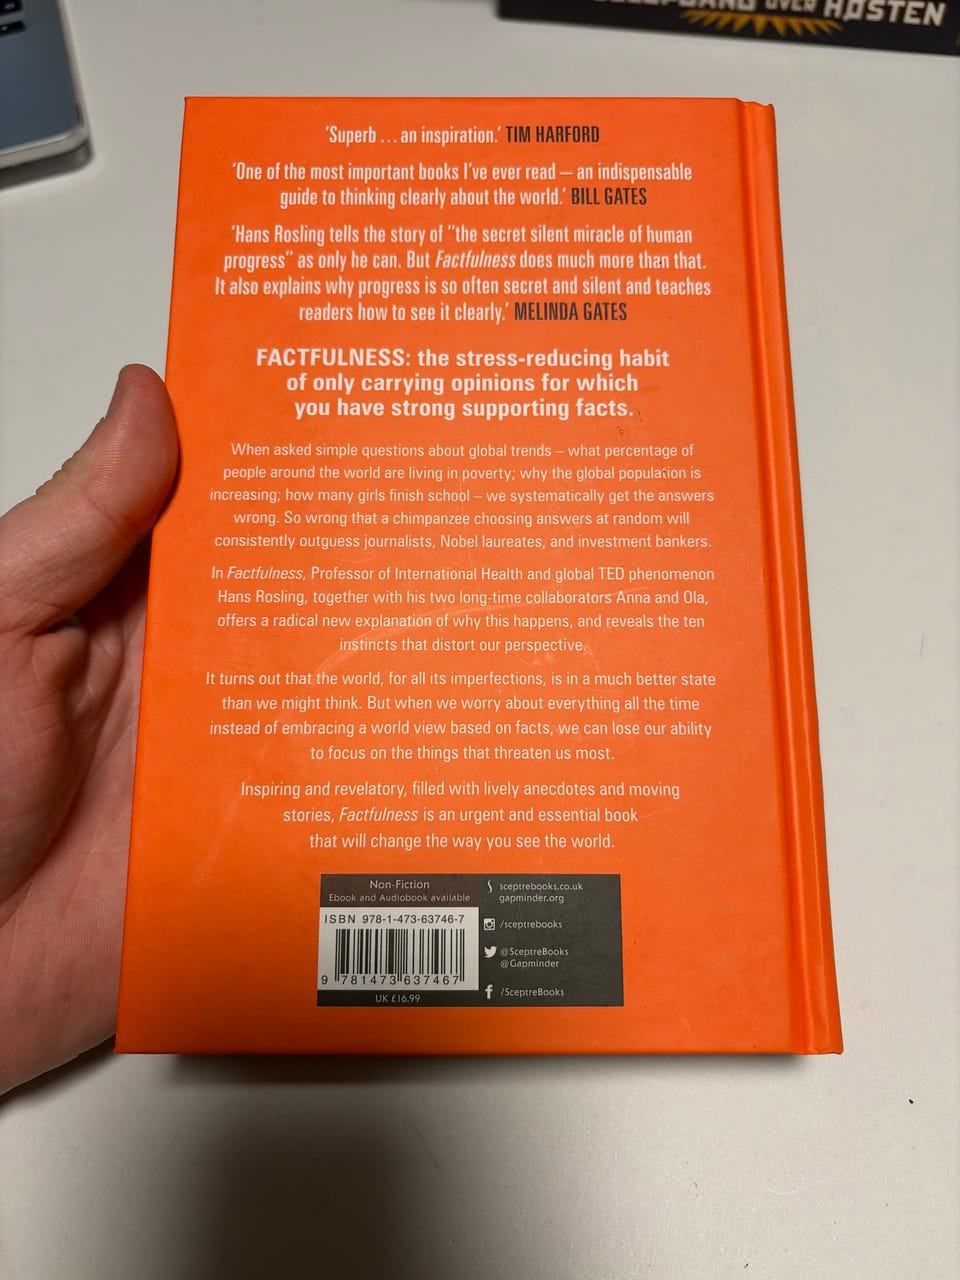 OVER HØSTEN
'Superb ... an inspiration.' TIM HARFORD
'One of the most important books I've ever read – an indispensable
guide to thinking clearly about the world.' BILL GATES
'Hans Rosling tells the story of "the secret silent miracle of human
progress" as only he can. But Factfulness does much more than that.
It also explains why progress is so often secret and silent and teaches
readers how to see it clearly.' MELINDA GATES
FACTFULNESS: the stress-reducing habit
of only carrying opinions for which
you have strong supporting facts.
When asked simple questions about global trends – what percentage of
people around the world are living in poverty; why the global population is
increasing; how many girls finish school – we systematically get the answers
wrong. So wrong that a chimpanzee choosing answers at random will
consistently outguess journalists, Nobel laureates, and investment bankers.
In Factfulness, Professor of International Health and global TED phenomenon
Hans Rosling, together with his two long-time collaborators Anna and Ola,
offers a radical new explanation of why this happens, and reveals the ten
instincts that distort our perspective.
It turns out that the world, for all its imperfections, is in a much better state
than we might think. But when we worry about everything all the time
instead of embracing a world view based on facts, we can lose our ability
to focus on the things that threaten us most.
Inspiring and revelatory, filled with lively anecdotes and moving
stories, Factfulness is an urgent and essential book
that will change the way you see the world.
Non-Fiction
Ebook and Audiobook available
ISBN 978-1-473-63746-7
9 781473 637467
UK £16.99
sceptrebooks.co.uk
gapminder.org
/sceptrebooks
@SceptreBooks
@Gapminder
/SceptreBooks